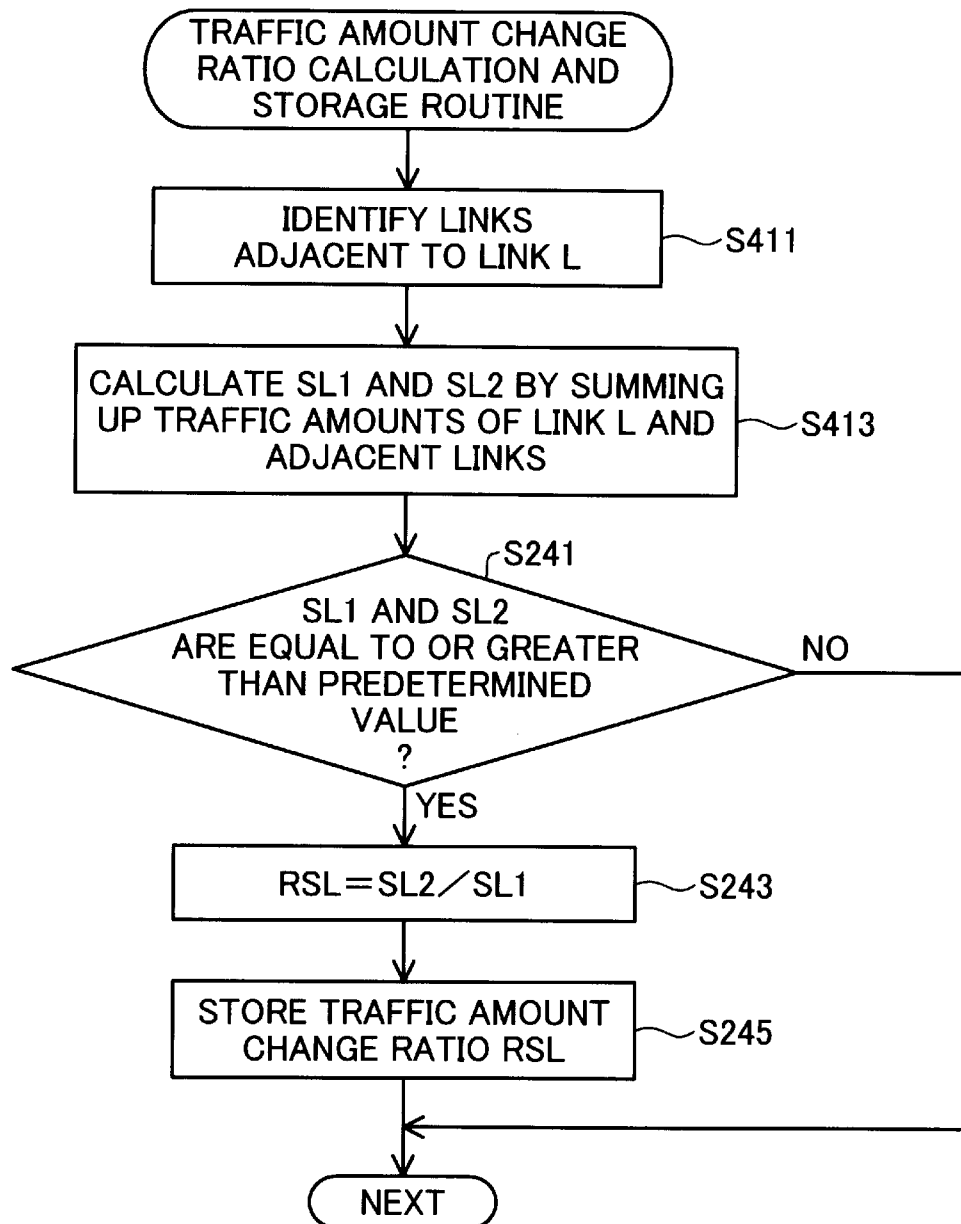 TRAFFIC AMOUNT CHANGE
RATIO CALCULATION AND
STORAGE ROUTINE
IDENTIFY LINKS
ADJACENT TO LINK L
S411
CALCULATE SL1 AND SL2 BY SUMMING
UP TRAFFIC AMOUNTS OF LINK L AND
ADJACENT LINKS
S413
S241
SL1 AND SL2
ARE EQUAL TO OR GREATER
THAN PREDETERMINED
VALUE
?
NO
YES
RSL=SL2/SL1
S243
STORE TRAFFIC AMOUNT
CHANGE RATIO RSL
S245
NEXT